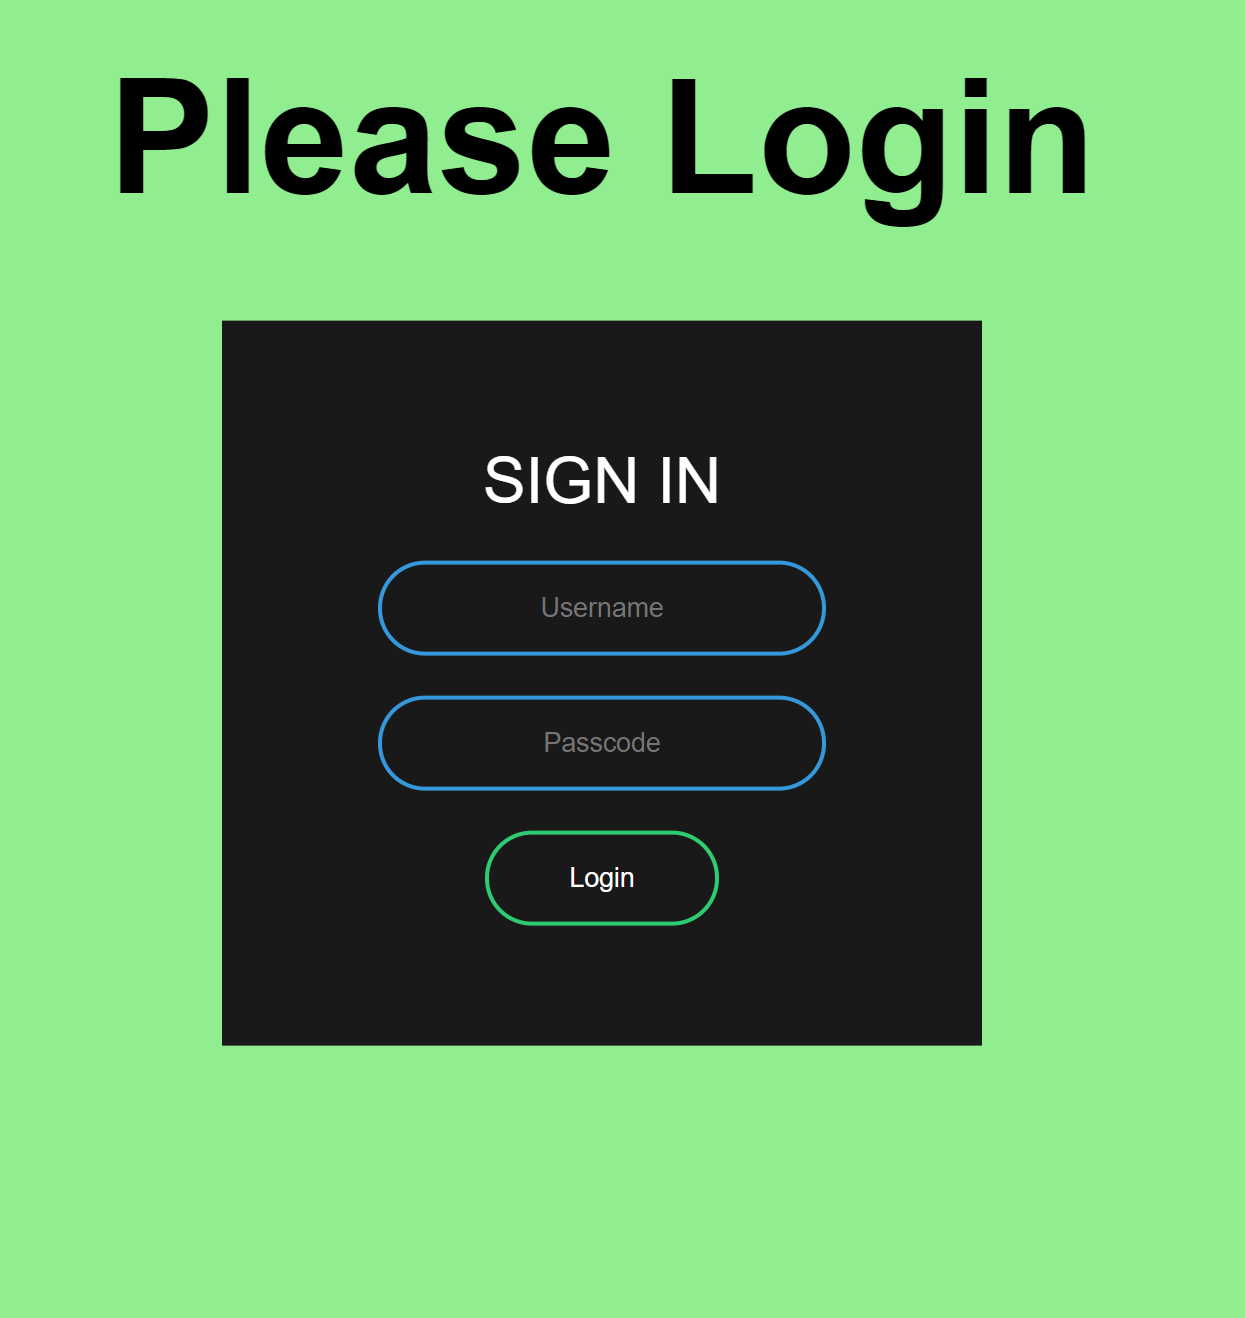 Please Login
SIGN IN
Username
Passcode
Login